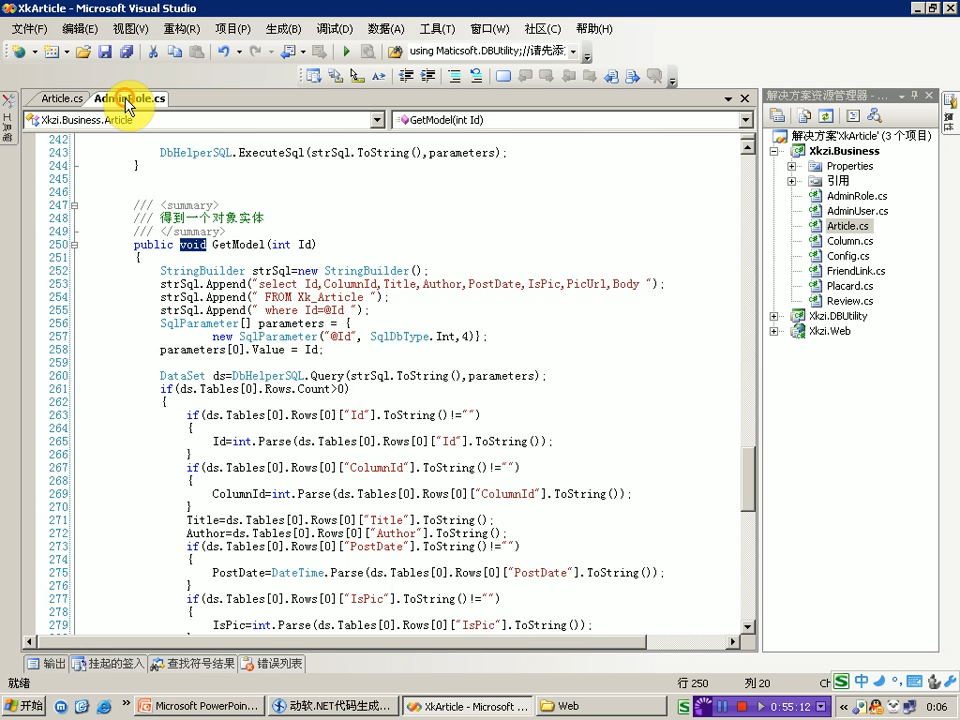 XkArticle - Microsoft Visual Studio
文件(F) 编辑(E) 视图(V) 重构(R) 项目(P) 生成(B) 调试(D) 数据(A) 工具(T) 窗口(W) 社区(C) 帮助(H)
using Maticsoft.DBUtility;//请先添
Article.cs AdminRole.cs
Xkzi.Business.Article GetModel(int Id)
242
243 DbHelperSQL.ExecuteSql(strSql.ToString(),parameters);
244 }
245
246
247 /// <summary>
248 /// 得到一个对象实体
249 /// </summary>
250 public void GetModel(int Id)
251 {
252 StringBuilder strSql=new StringBuilder();
253 strSql.Append("select Id,ColumnId,Title,Author,PostDate,IsPic,PicUrl,Body ");
254 strSql.Append(" FROM Xk_Article ");
255 strSql.Append(" where Id=@Id ");
256 SqlParameter[] parameters = {
257 new SqlParameter("@Id", SqlDbType.Int,4)};
258 parameters[0].Value = Id;
259
260 DataSet ds=DbHelperSQL.Query(strSql.ToString(),parameters);
261 if(ds.Tables[0].Rows.Count>0)
262 {
263 if(ds.Tables[0].Rows[0]["Id"].ToString()!="")
264 {
265 Id=int.Parse(ds.Tables[0].Rows[0]["Id"].ToString());
266 }
267 if(ds.Tables[0].Rows[0]["ColumnId"].ToString()!="")
268 {
269 ColumnId=int.Parse(ds.Tables[0].Rows[0]["ColumnId"].ToString());
270 }
271 Title=ds.Tables[0].Rows[0]["Title"].ToString();
272 Author=ds.Tables[0].Rows[0]["Author"].ToString();
273 if(ds.Tables[0].Rows[0]["PostDate"].ToString()!="")
274 {
275 PostDate=DateTime.Parse(ds.Tables[0].Rows[0]["PostDate"].ToString());
276 }
277 if(ds.Tables[0].Rows[0]["IsPic"].ToString()!="")
278 {
279 IsPic=int.Parse(ds.Tables[0].Rows[0]["IsPic"].ToString());
工具箱
解决方案资源管理器 - ...
解决方案'XkArticle' (3 个项目)
Xkzi.Business
Properties
引用
AdminRole.cs
AdminUser.cs
Article.cs
Column.cs
Config.cs
FriendLink.cs
Placard.cs
Review.cs
Xkzi.DBUtility
Xkzi.Web
属性
输出 挂起的签入 查找符号结果 错误列表
就绪 行 250 列 20 中
开始 Microsoft PowerPoin... 动软.NET代码生成... XkArticle - Microsoft ... Web 0:55:12 0:06